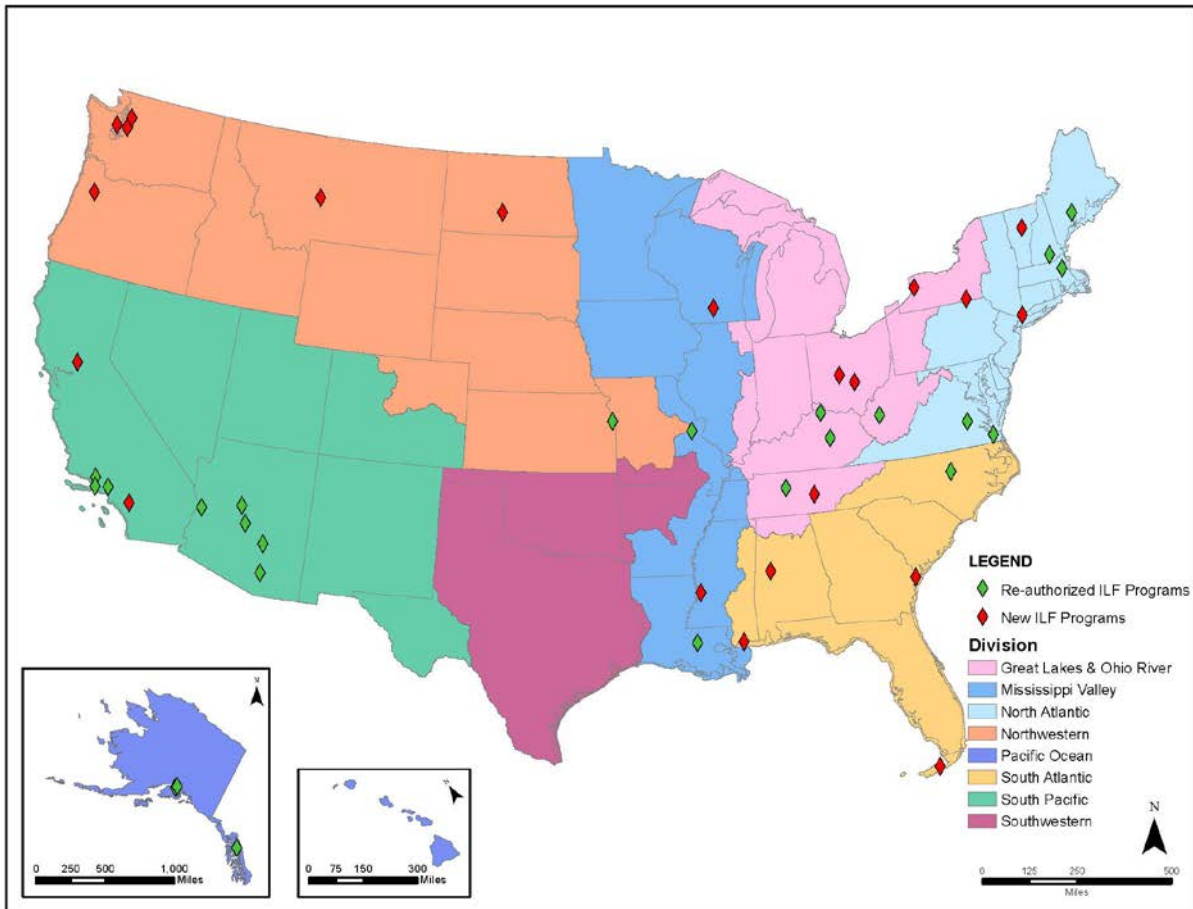 LEGEND
Re-authorized ILF Programs
New ILF Programs
Division
Great Lakes & Ohio River
Mississippi Valley
North Atlantic
Northwestern
Pacific Ocean
South Atlantic
South Pacific
Southwestern
N
0 125 250 500
Miles
N
0 250 500 1,000
Miles
0 75 150 300
Miles